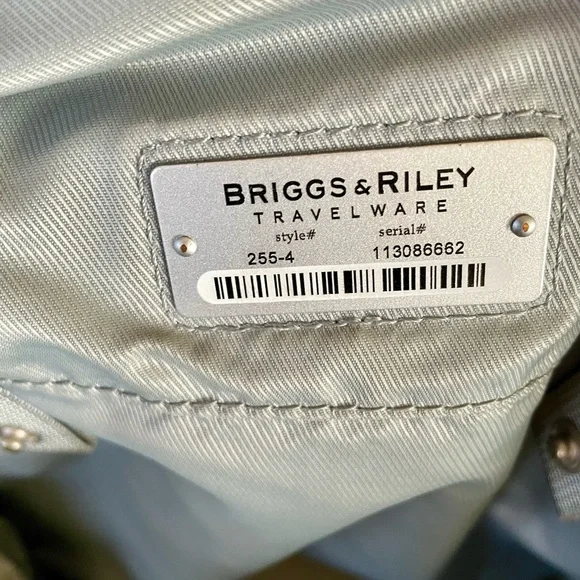 BRIGGS & RILEY
TRAVELWARE
style# serial#
255-4 113086662